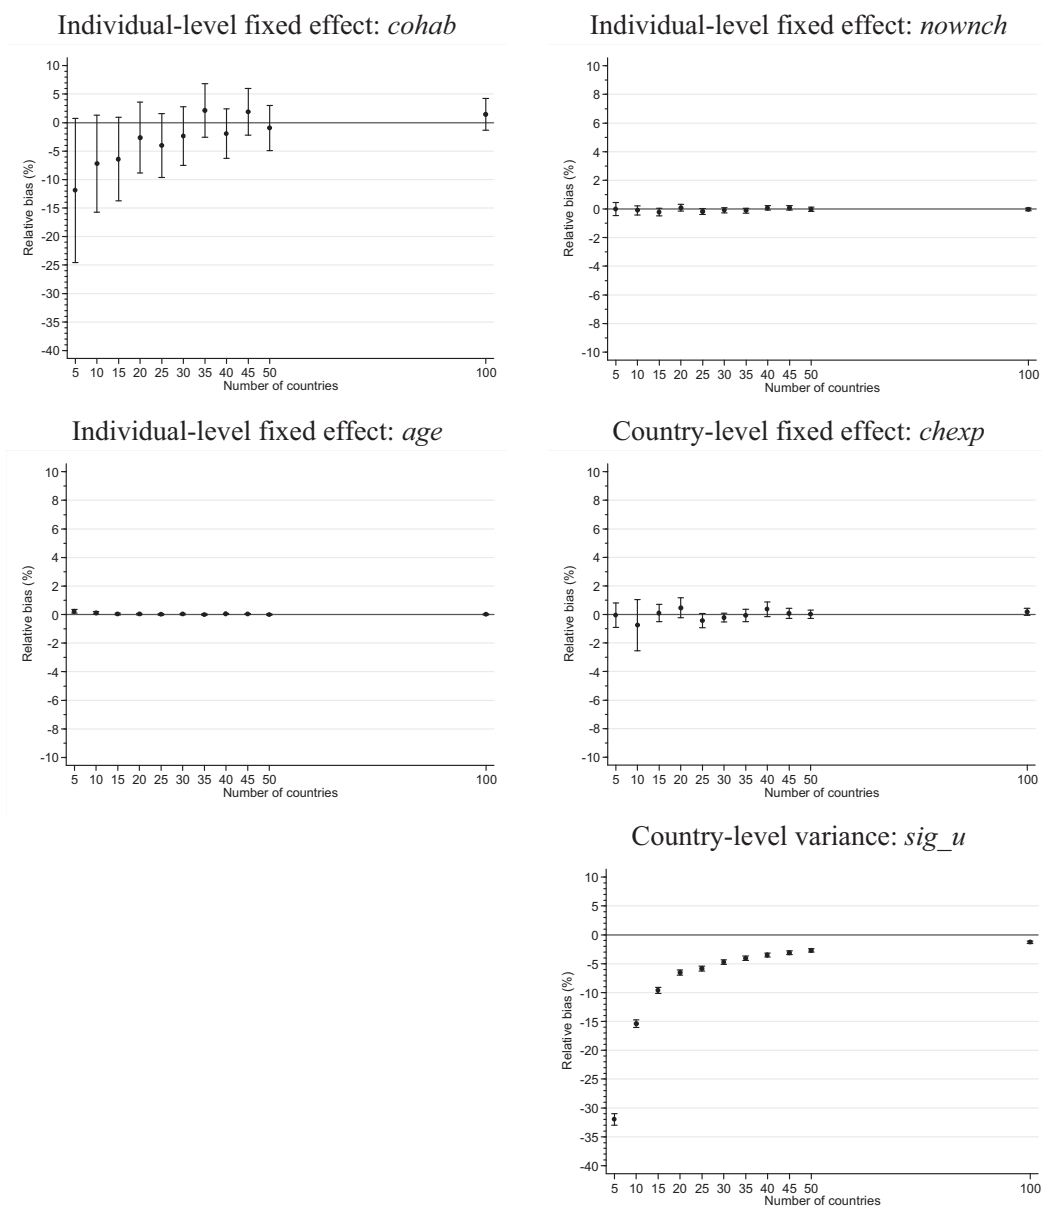 Individual-level fixed effect: cohab
10
5
0
-5
-10
-15
-20
-25
-30
-35
-40
Relative bias (%)
5 10 15 20 25 30 35 40 45 50 100
Number of countries
Individual-level fixed effect: nownch
10
8
6
4
2
0
-2
-4
-6
-8
-10
Relative bias (%)
5 10 15 20 25 30 35 40 45 50 100
Number of countries
Individual-level fixed effect: age
10
8
6
4
2
0
-2
-4
-6
-8
-10
Relative bias (%)
5 10 15 20 25 30 35 40 45 50 100
Number of countries
Country-level fixed effect: chexp
10
8
6
4
2
0
-2
-4
-6
-8
-10
Relative bias (%)
5 10 15 20 25 30 35 40 45 50 100
Number of countries
Country-level variance: sig_u
10
5
0
-5
-10
-15
-20
-25
-30
-35
-40
Relative bias (%)
5 10 15 20 25 30 35 40 45 50 100
Number of countries